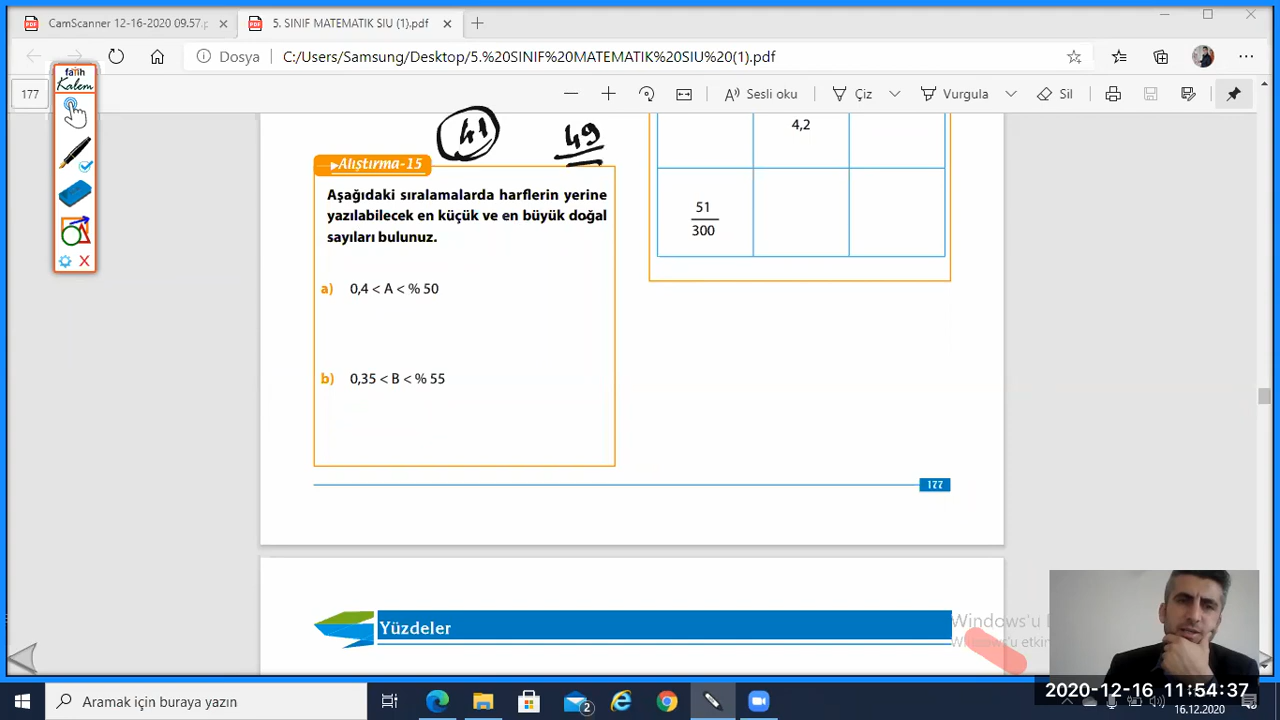 CamScanner 12-16-2020 09.57.p
5. SINIF MATEMATIK SIU (1).pdf
Dosya
C:/Users/Samsung/Desktop/5.%20SINIF%20MATEMATIK%20SIU%20(1).pdf
fatih
Kalem
177
Sesli oku
Çiz
Vurgula
Sil
41
49
4,2
Alıştırma-15
Aşağıdaki sıralamalarda harflerin yerine
yazılabilecek en küçük ve en büyük doğal
sayıları bulunuz.
51
300
a) 0,4 < A < % 50
b) 0,35 < B < % 55
177
Yüzdeler
2020-12-16 11:54:37
Aramak için buraya yazın
2
16.12.2020